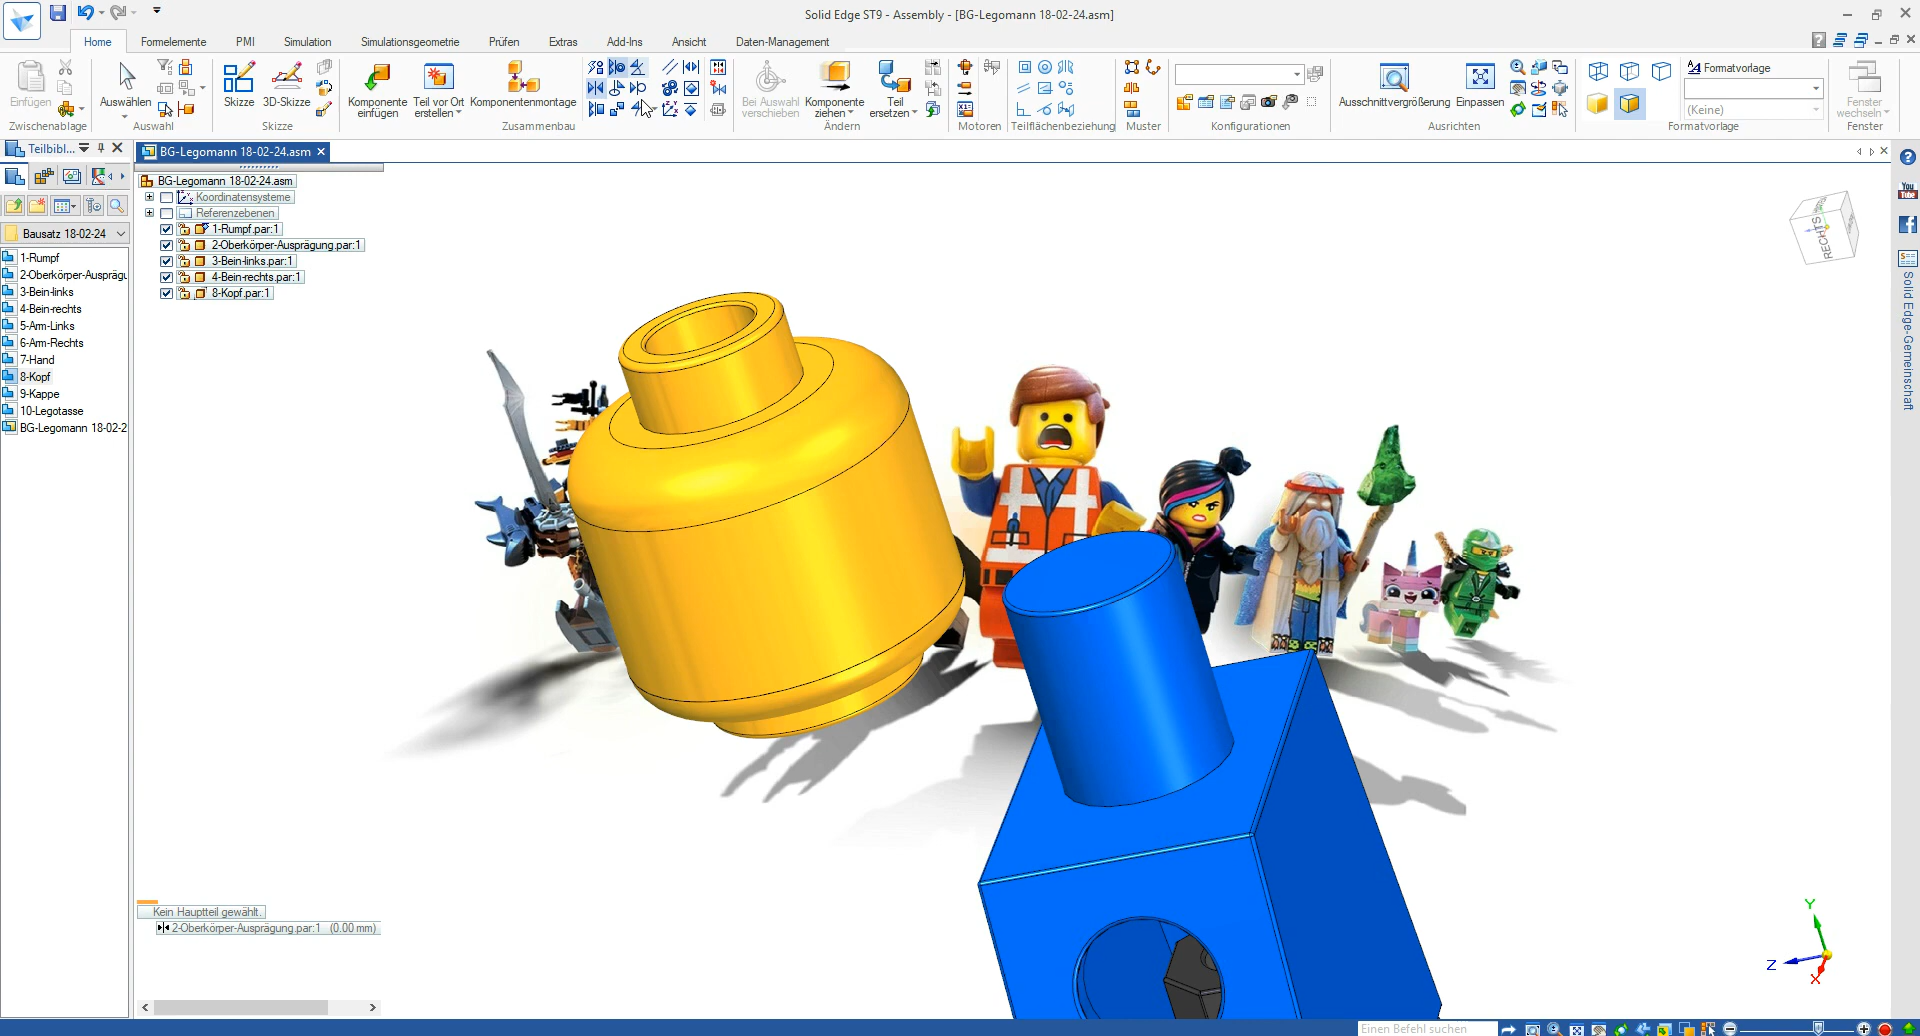 Solid Edge ST9 - Assembly - [BG-Legomann 18-02-24.asm]
Home Formelemente PMI Simulation Simulationsgeometrie Prüfen Extras Add-Ins Ansicht Daten-Management
Einfügen
Zwischenablage
Auswählen
Auswahl
Skizze 3D-Skizze
Skizze
Komponente einfügen
Teil vor Ort erstellen
Komponentenmontage
Zusammenbau
Bei Auswahl verschieben
Komponente ziehen
Teil ersetzen
Ändern
Motoren
Teilflächenbeziehung
Muster
Konfigurationen
Ausschnittvergrößerung Einpassen
Ausrichten
Formatvorlage
(Keine)
Formatvorlage
Fenster wechseln
Fenster
Teilbibl...
BG-Legomann 18-02-24.asm
Bausatz 18-02-24
1-Rumpf
2-Oberkörper-Ausprägu
3-Bein-links
4-Bein-rechts
5-Arm-Links
6-Arm-Rechts
7-Hand
8-Kopf
9-Kappe
10-Legotasse
BG-Legomann 18-02-2
BG-Legomann 18-02-24.asm
Koordinatensysteme
Referenzebenen
1-Rumpf.par:1
2-Oberkörper-Ausprägung.par:1
3-Bein-links.par:1
4-Bein-rechts.par:1
8-Kopf.par:1
RECHTS
You
Tube
Solid Edge-Gemeinschaft
Kein Hauptteil gewählt.
2-Oberkörper-Ausprägung.par:1 (0.00 mm)
Y
Z
X
Einen Befehl suchen